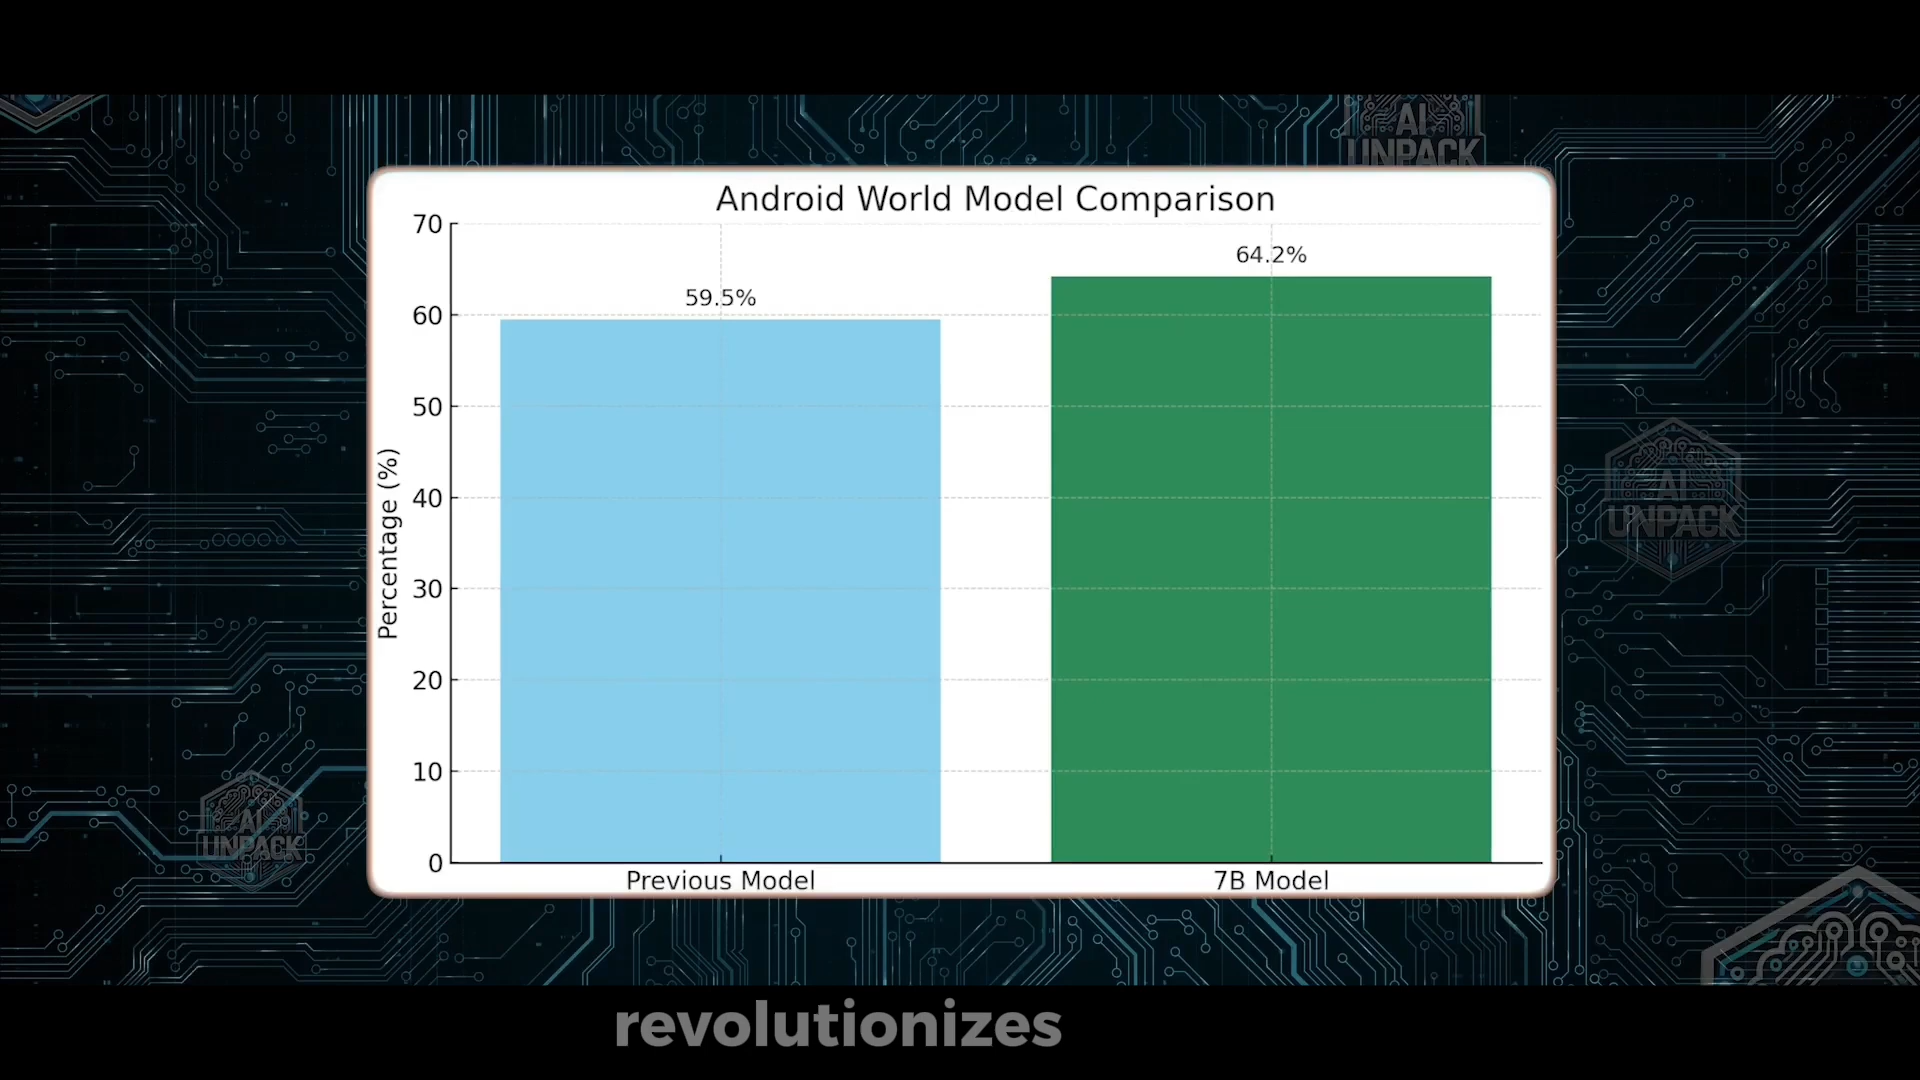 AI
UNPACK
Android World Model Comparison
70
60
50
40
30
20
10
0
Percentage (%)
59.5%
64.2%
Previous Model
7B Model
AI
UNPACK
AI
UNPACK
revolutionizes